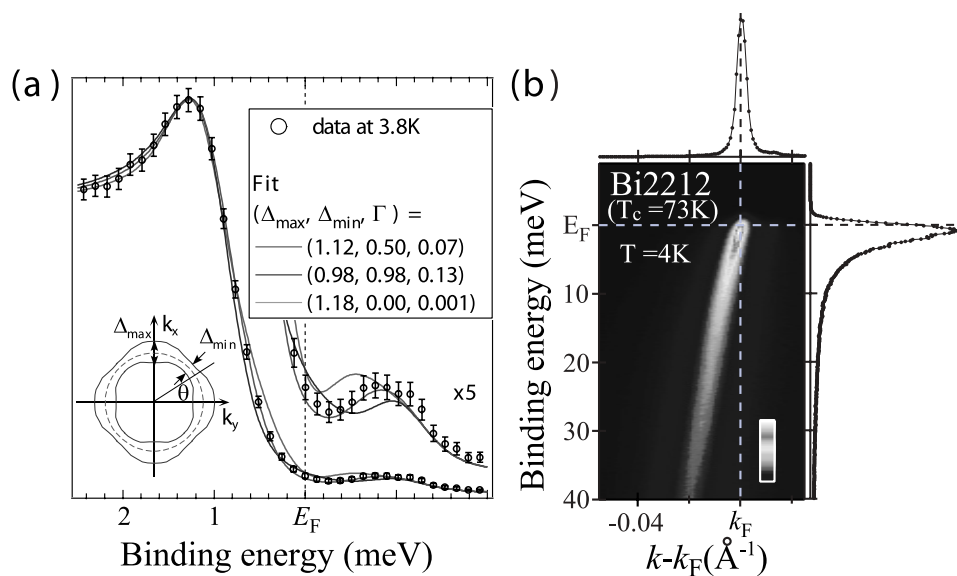 (a)
data at 3.8K
Fit
(Δmax, Δmin, Γ ) =
(1.12, 0.50, 0.07)
(0.98, 0.98, 0.13)
(1.18, 0.00, 0.001)
Δmax
kx
Δmin
θ
ky
x5
2 1 EF
Binding energy (meV)
(b)
Bi2212
(Tc =73K)
T =4K
EF
10
20
30
40
Binding energy (meV)
-0.04 kF
k-kF(Å-1)